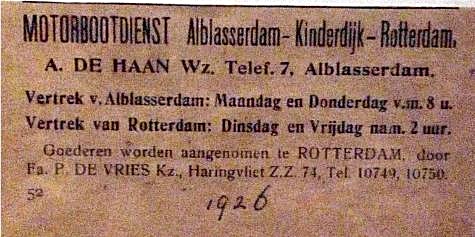 MOTORBOOTDIENST Alblasserdam-Kinderdijk-Rotterdam.
A. DE HAAN Wz. Telef. 7, Alblasserdam.
Vertrek v. Alblasserdam: Maandag en Donderdag v.m. 8 u.
Vertrek van Rotterdam: Dinsdag en Vrijdag nam. 2 uur.
Goederen worden aangenomen te ROTTERDAM, door
Fa. P. DE VRIES Kz., Haringvliet Z.Z. 74, Tel. 10749, 10750.
52
1926